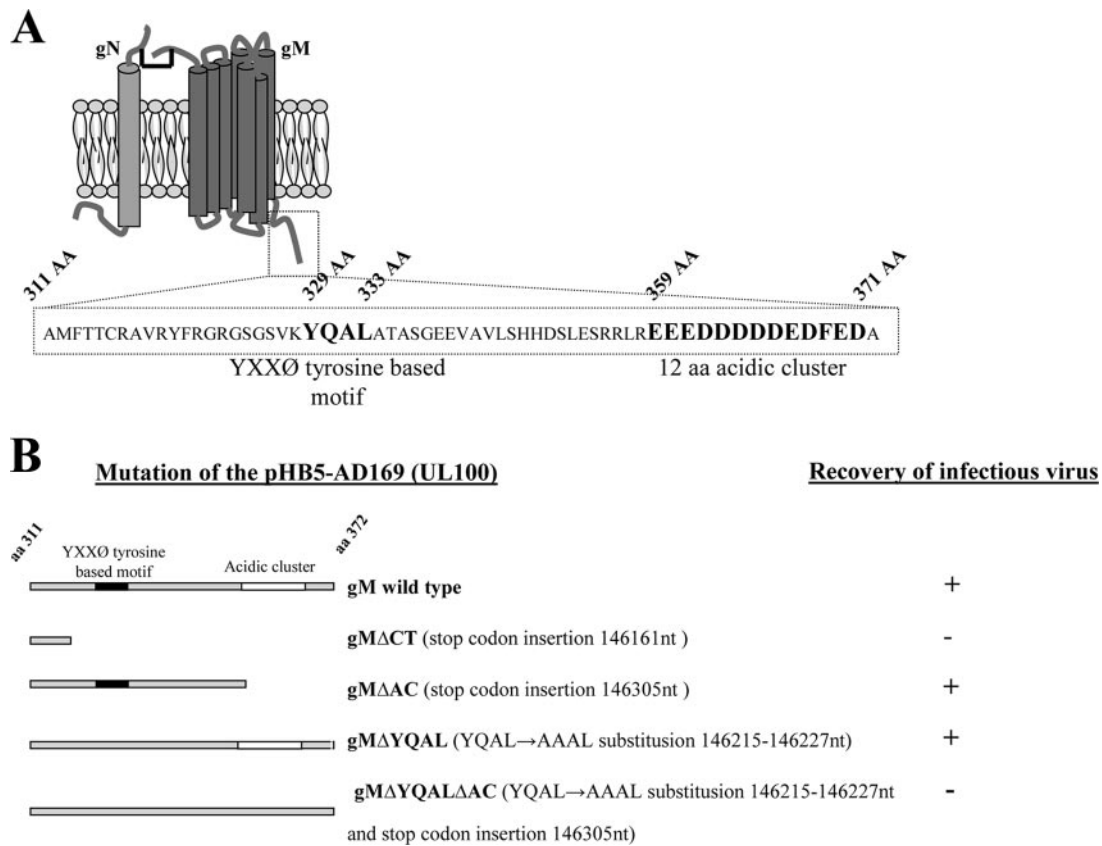 A
gN
gM
311 AA
329 AA
333 AA
359 AA
371 AA
AMFTTCRAVRYFRGRGSGSVKYQALATASGEEVAVLSHHDSLESRRLREEEDDDDDEDFEDA
YXXØ tyrosine based
motif
12 aa acidic cluster
B
Mutation of the pHB5-AD169 (UL100)
Recovery of infectious virus
aa 311
aa 372
YXXØ tyrosine
based motif
Acidic cluster
gM wild type
+
gMΔCT (stop codon insertion 146161nt )
-
gMΔAC (stop codon insertion 146305nt )
+
gMΔYQAL (YQAL→AAAL substitusion 146215-146227nt)
+
gMΔYQALΔAC (YQAL→AAAL substitusion 146215-146227nt
and stop codon insertion 146305nt)
-